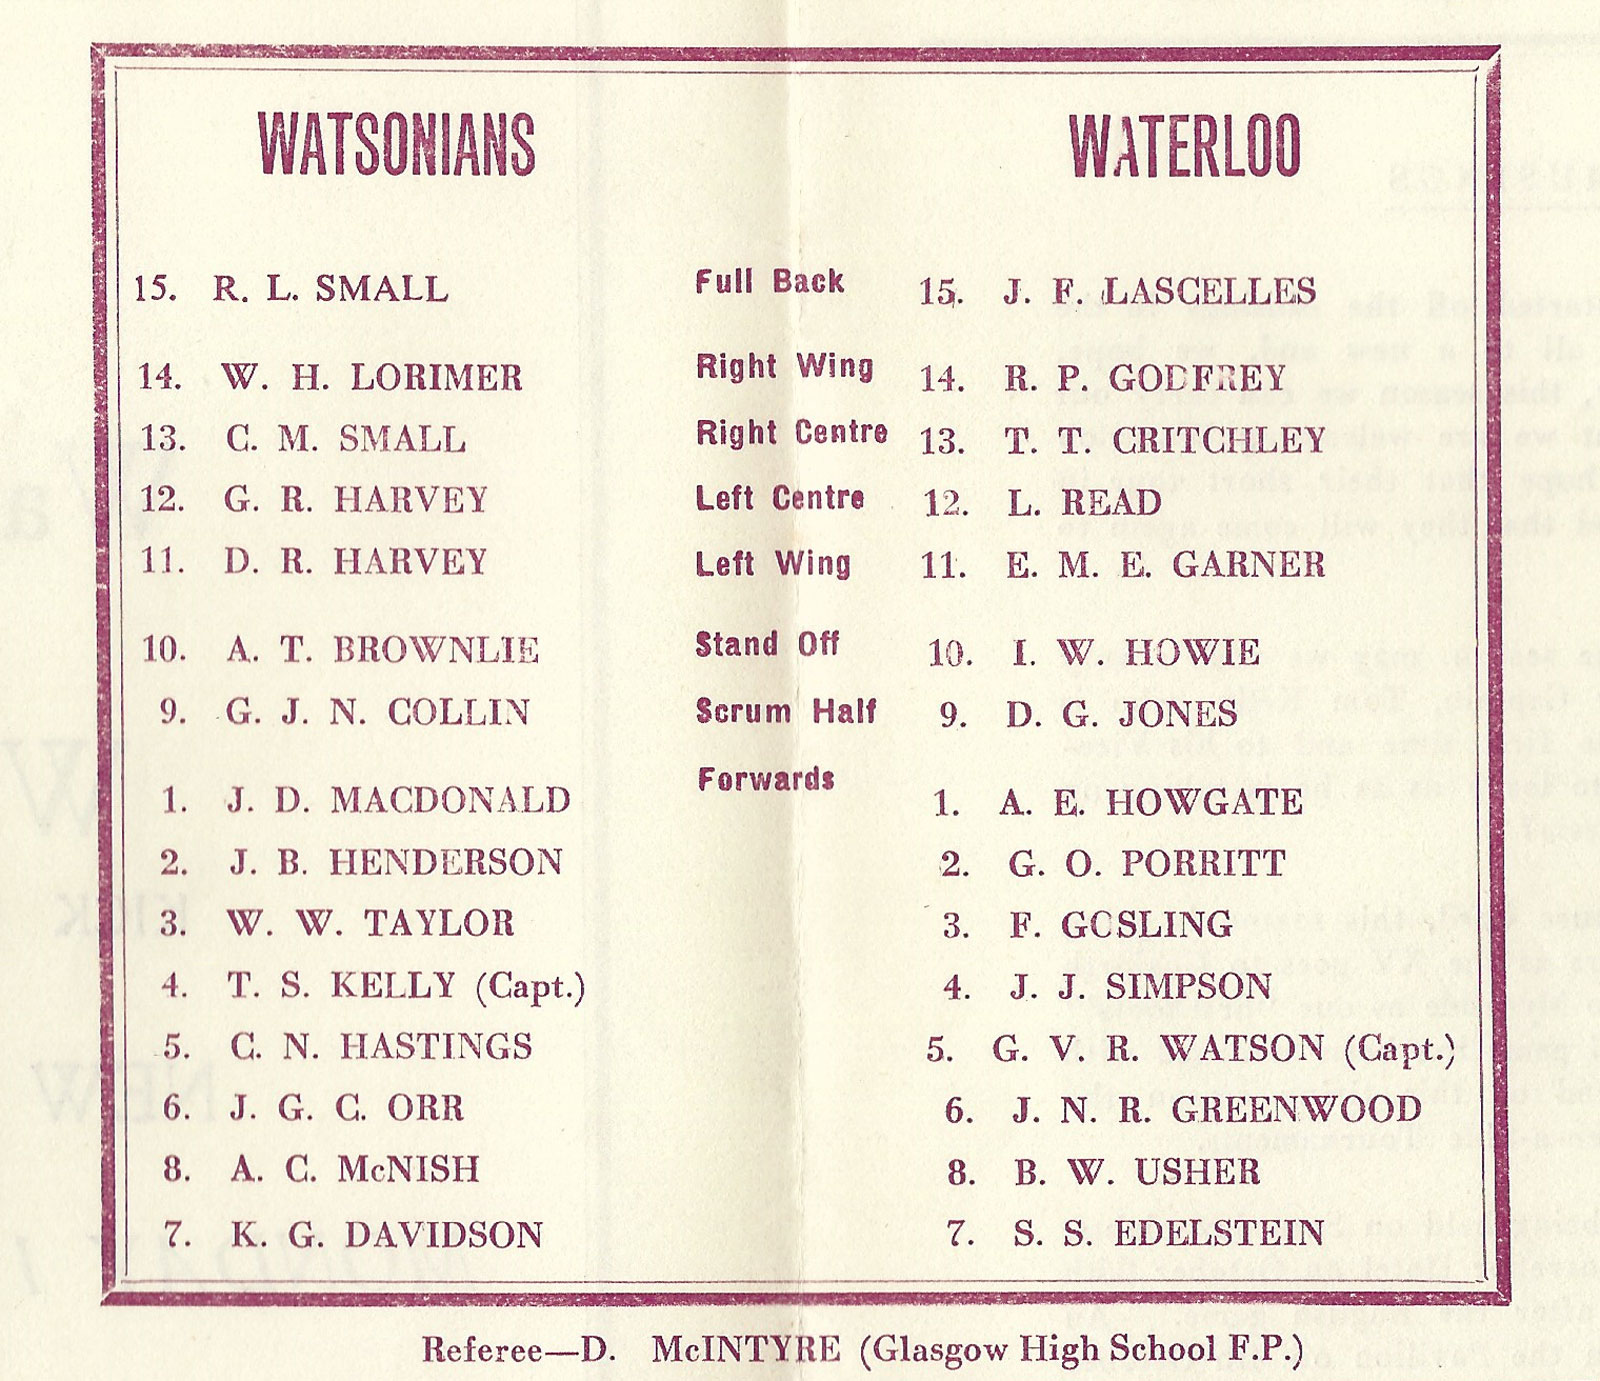 WATSONIANS WATERLOO
15. R. L. SMALL Full Back 15. J. F. LASCELLES
14. W. H. LORIMER Right Wing 14. R. P. GODFREY
13. C. M. SMALL Right Centre 13. T. T. CRITCHLEY
12. G. R. HARVEY Left Centre 12. L. READ
11. D. R. HARVEY Left Wing 11. E. M. E. GARNER
10. A. T. BROWNLIE Stand Off 10. I. W. HOWIE
9. G. J. N. COLLIN Scrum Half 9. D. G. JONES
Forwards
1. J. D. MACDONALD 1. A. E. HOWGATE
2. J. B. HENDERSON 2. G. O. PORRITT
3. W. W. TAYLOR 3. F. GOSLING
4. T. S. KELLY (Capt.) 4. J. J. SIMPSON
5. C. N. HASTINGS 5. G. V. R. WATSON (Capt.)
6. J. G. C. ORR 6. J. N. R. GREENWOOD
8. A. C. McNISH 8. B. W. USHER
7. K. G. DAVIDSON 7. S. S. EDELSTEIN
Referee—D. McINTYRE (Glasgow High School F.P.)